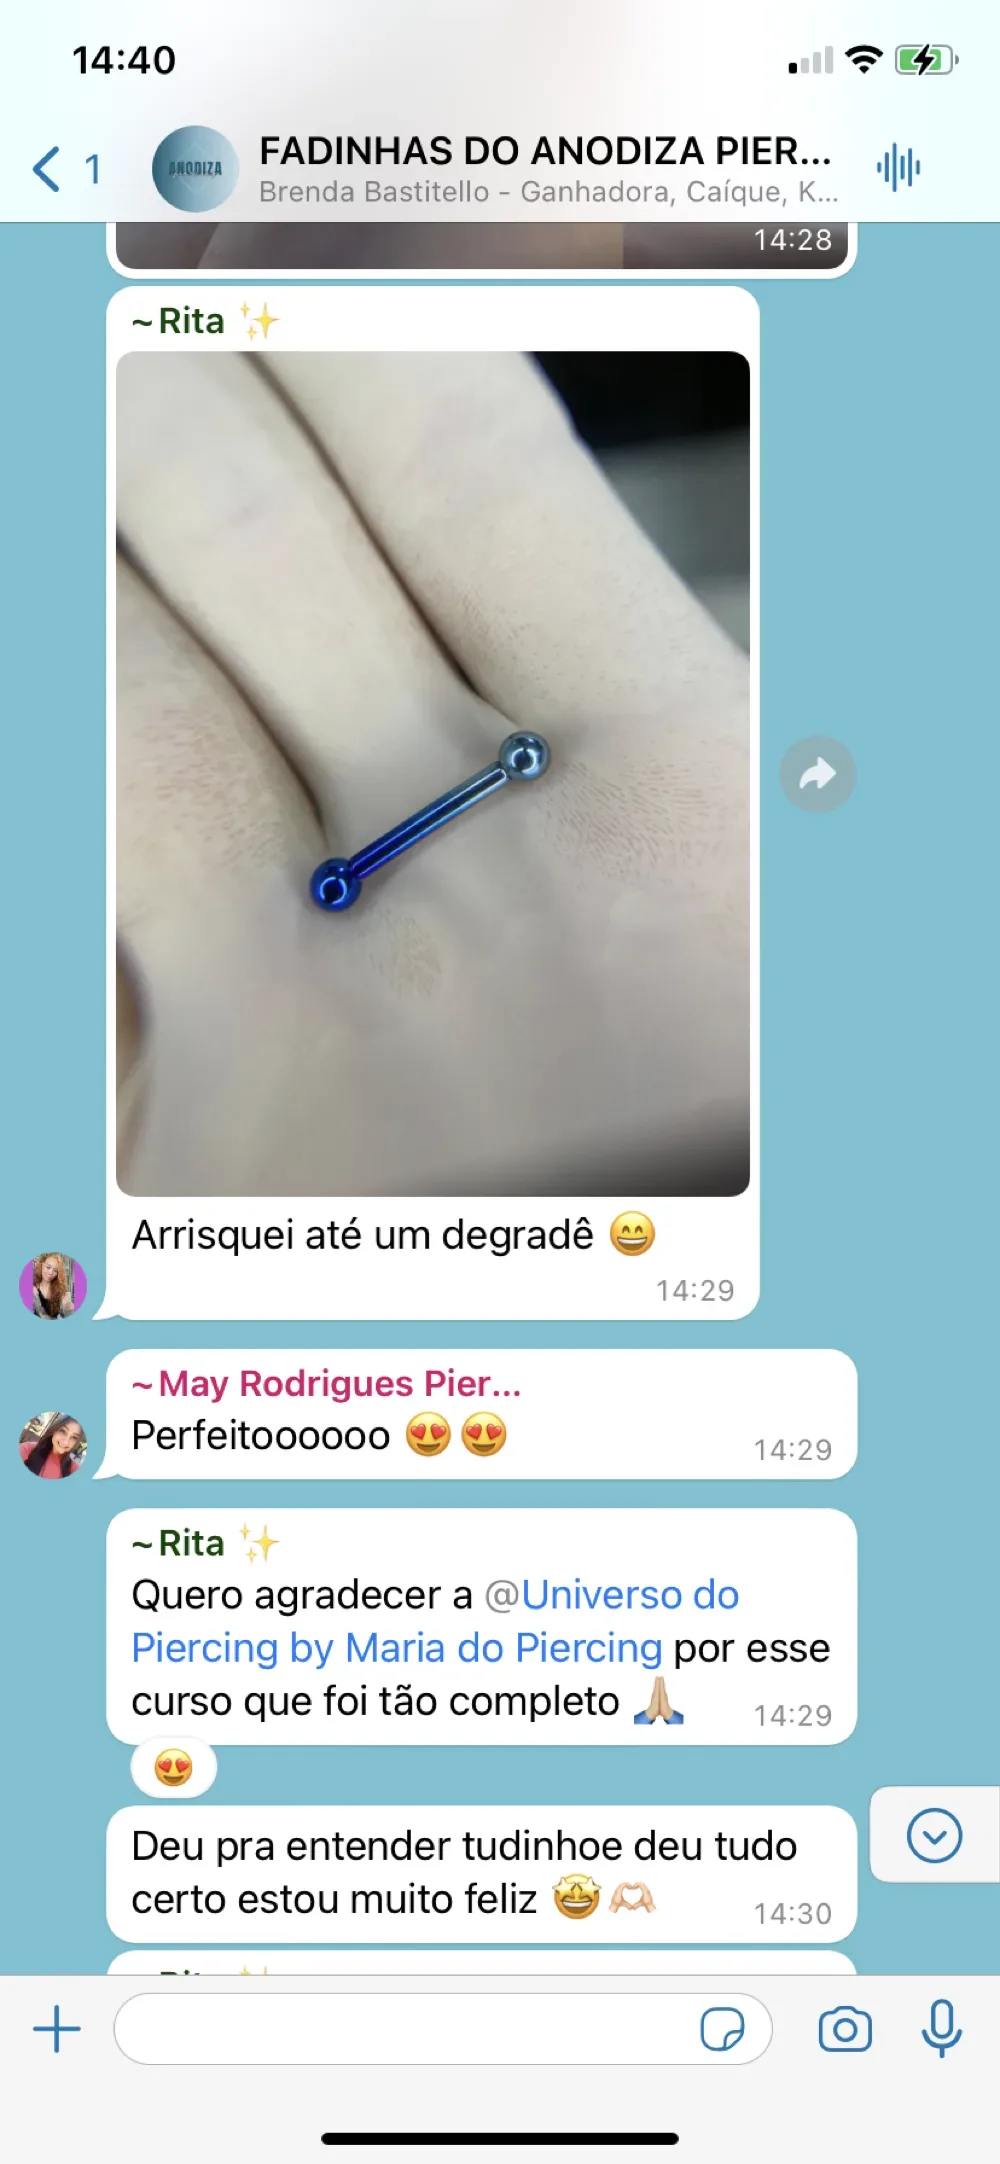 14:40
1
ANODIZA
FADINHAS DO ANODIZA PIER...
Brenda Bastitello - Ganhadora, Caíque, K...
14:28
~Rita ✨
Arrisquei até um degradê 😄
14:29
~May Rodrigues Pier...
Perfeitoooooo 😍😍
14:29
~Rita ✨
Quero agradecer a @Universo do
Piercing by Maria do Piercing por esse
curso que foi tão completo 🙏🏼
14:29
😍
Deu pra entender tudinhoe deu tudo
certo estou muito feliz 🤩🫶🏻
14:30